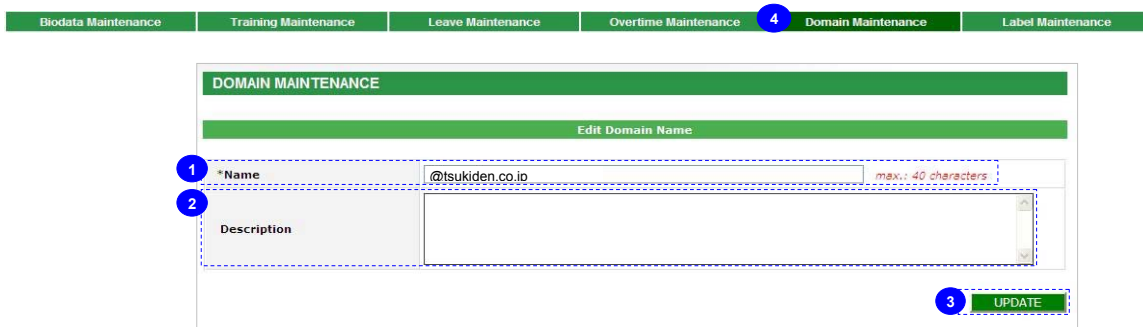 Biodata Maintenance Training Maintenance Leave Maintenance Overtime Maintenance 4 Domain Maintenance Label Maintenance
DOMAIN MAINTENANCE
Edit Domain Name
1 *Name @tsukiden.co.jp max.: 40 characters
2
Description
3 UPDATE